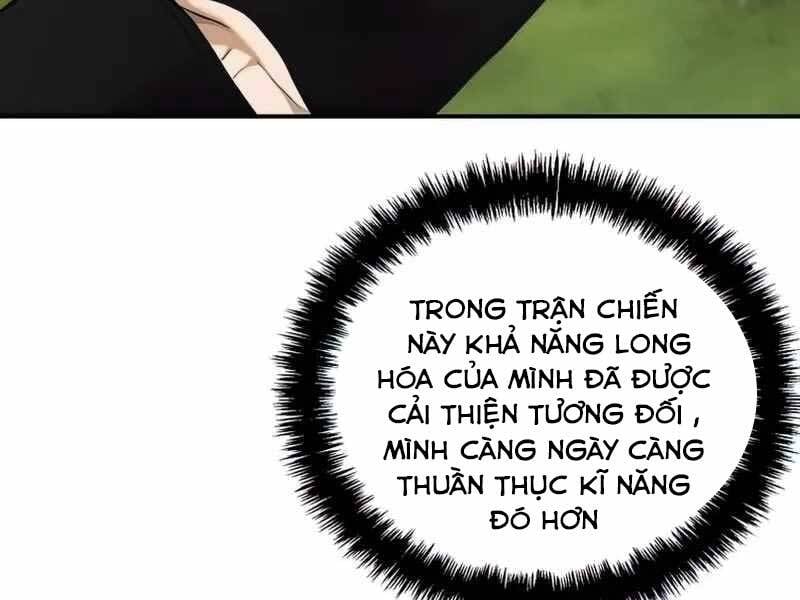 TRONG TRẬN CHIẾN
NÀY KHẢ NĂNG LONG
HÓA CỦA MÌNH ĐÃ ĐƯỢC
CẢI THIỆN TƯƠNG ĐỐI ,
MÌNH CÀNG NGÀY CÀNG
THUẦN THỤC KĨ NĂNG
ĐÓ HƠN